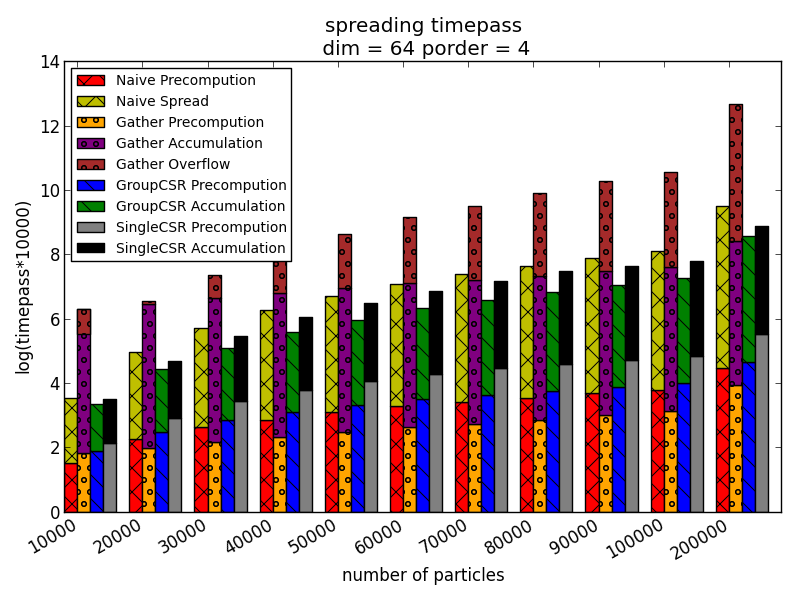 spreading timepass
dim = 64 porder = 4
log(timepass*10000)
14
12
10
8
6
4
2
0
Naive Precompution
Naive Spread
Gather Precompution
Gather Accumulation
Gather Overflow
GroupCSR Precompution
GroupCSR Accumulation
SingleCSR Precompution
SingleCSR Accumulation
10000
20000
30000
40000
50000
60000
70000
80000
90000
100000
200000
number of particles